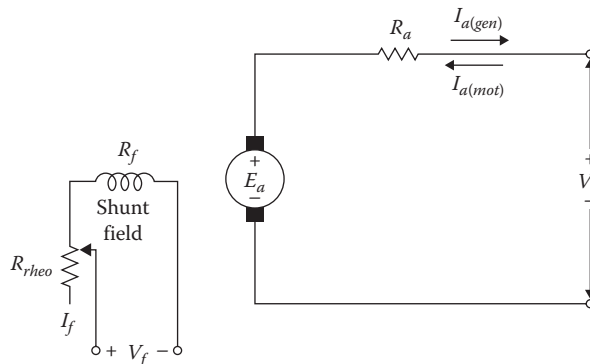 R_a
I_a(gen)
I_a(mot)
R_f
+
E_a
−
+
V
−
Shunt
field
R_rheo
I_f
+ V_f −